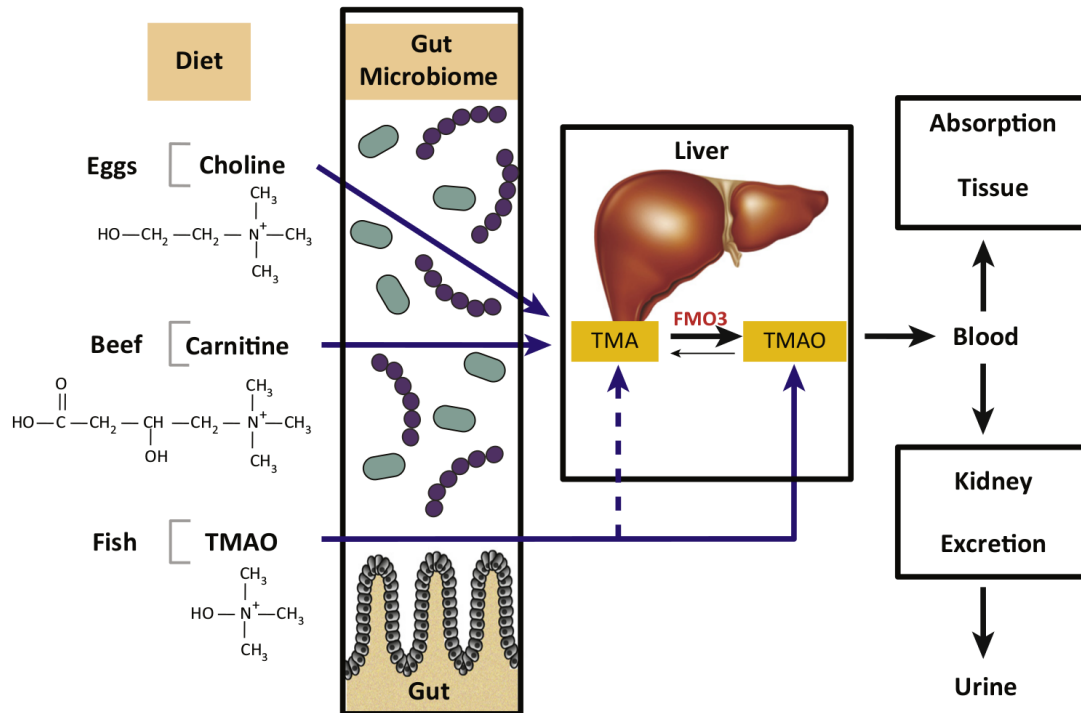 Diet
Eggs Choline
CH3
HO—CH2—CH2—N+—CH3
CH3
Beef Carnitine
O
CH3
HO—C—CH2—CH—CH2—N+—CH3
OH
CH3
Fish TMAO
CH3
HO—N+—CH3
CH3
Gut
Microbiome
Gut
Liver
FMO3
TMA
TMAO
Absorption
Tissue
Blood
Kidney
Excretion
Urine